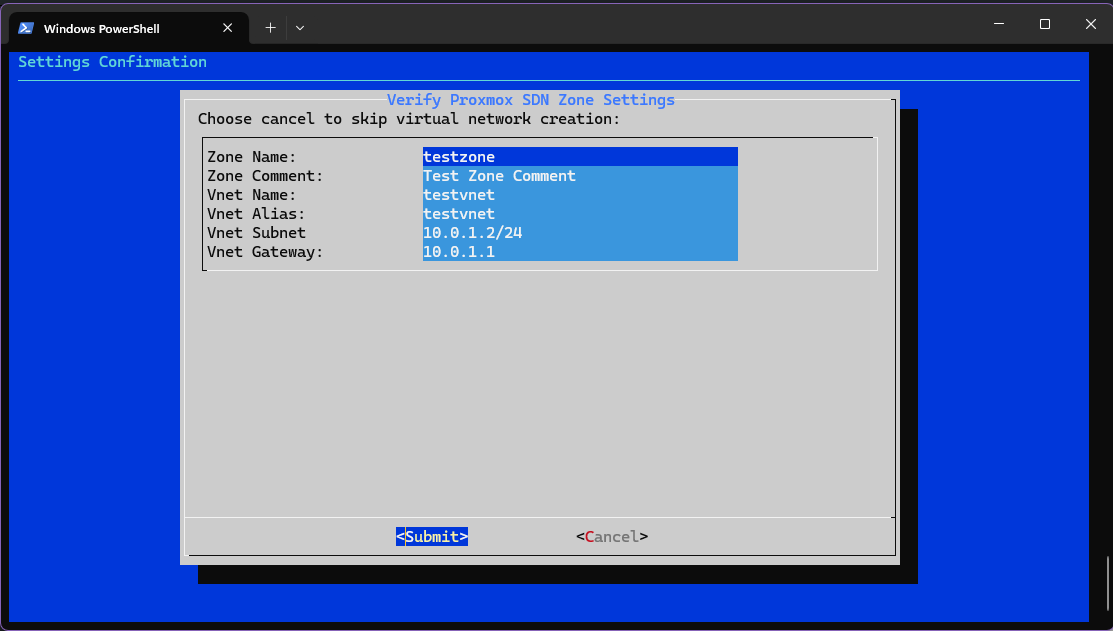 Windows PowerShell
Settings Confirmation
Verify Proxmox SDN Zone Settings
Choose cancel to skip virtual network creation:
Zone Name: testzone
Zone Comment: Test Zone Comment
Vnet Name: testvnet
Vnet Alias: testvnet
Vnet Subnet 10.0.1.2/24
Vnet Gateway: 10.0.1.1
<Submit> <Cancel>